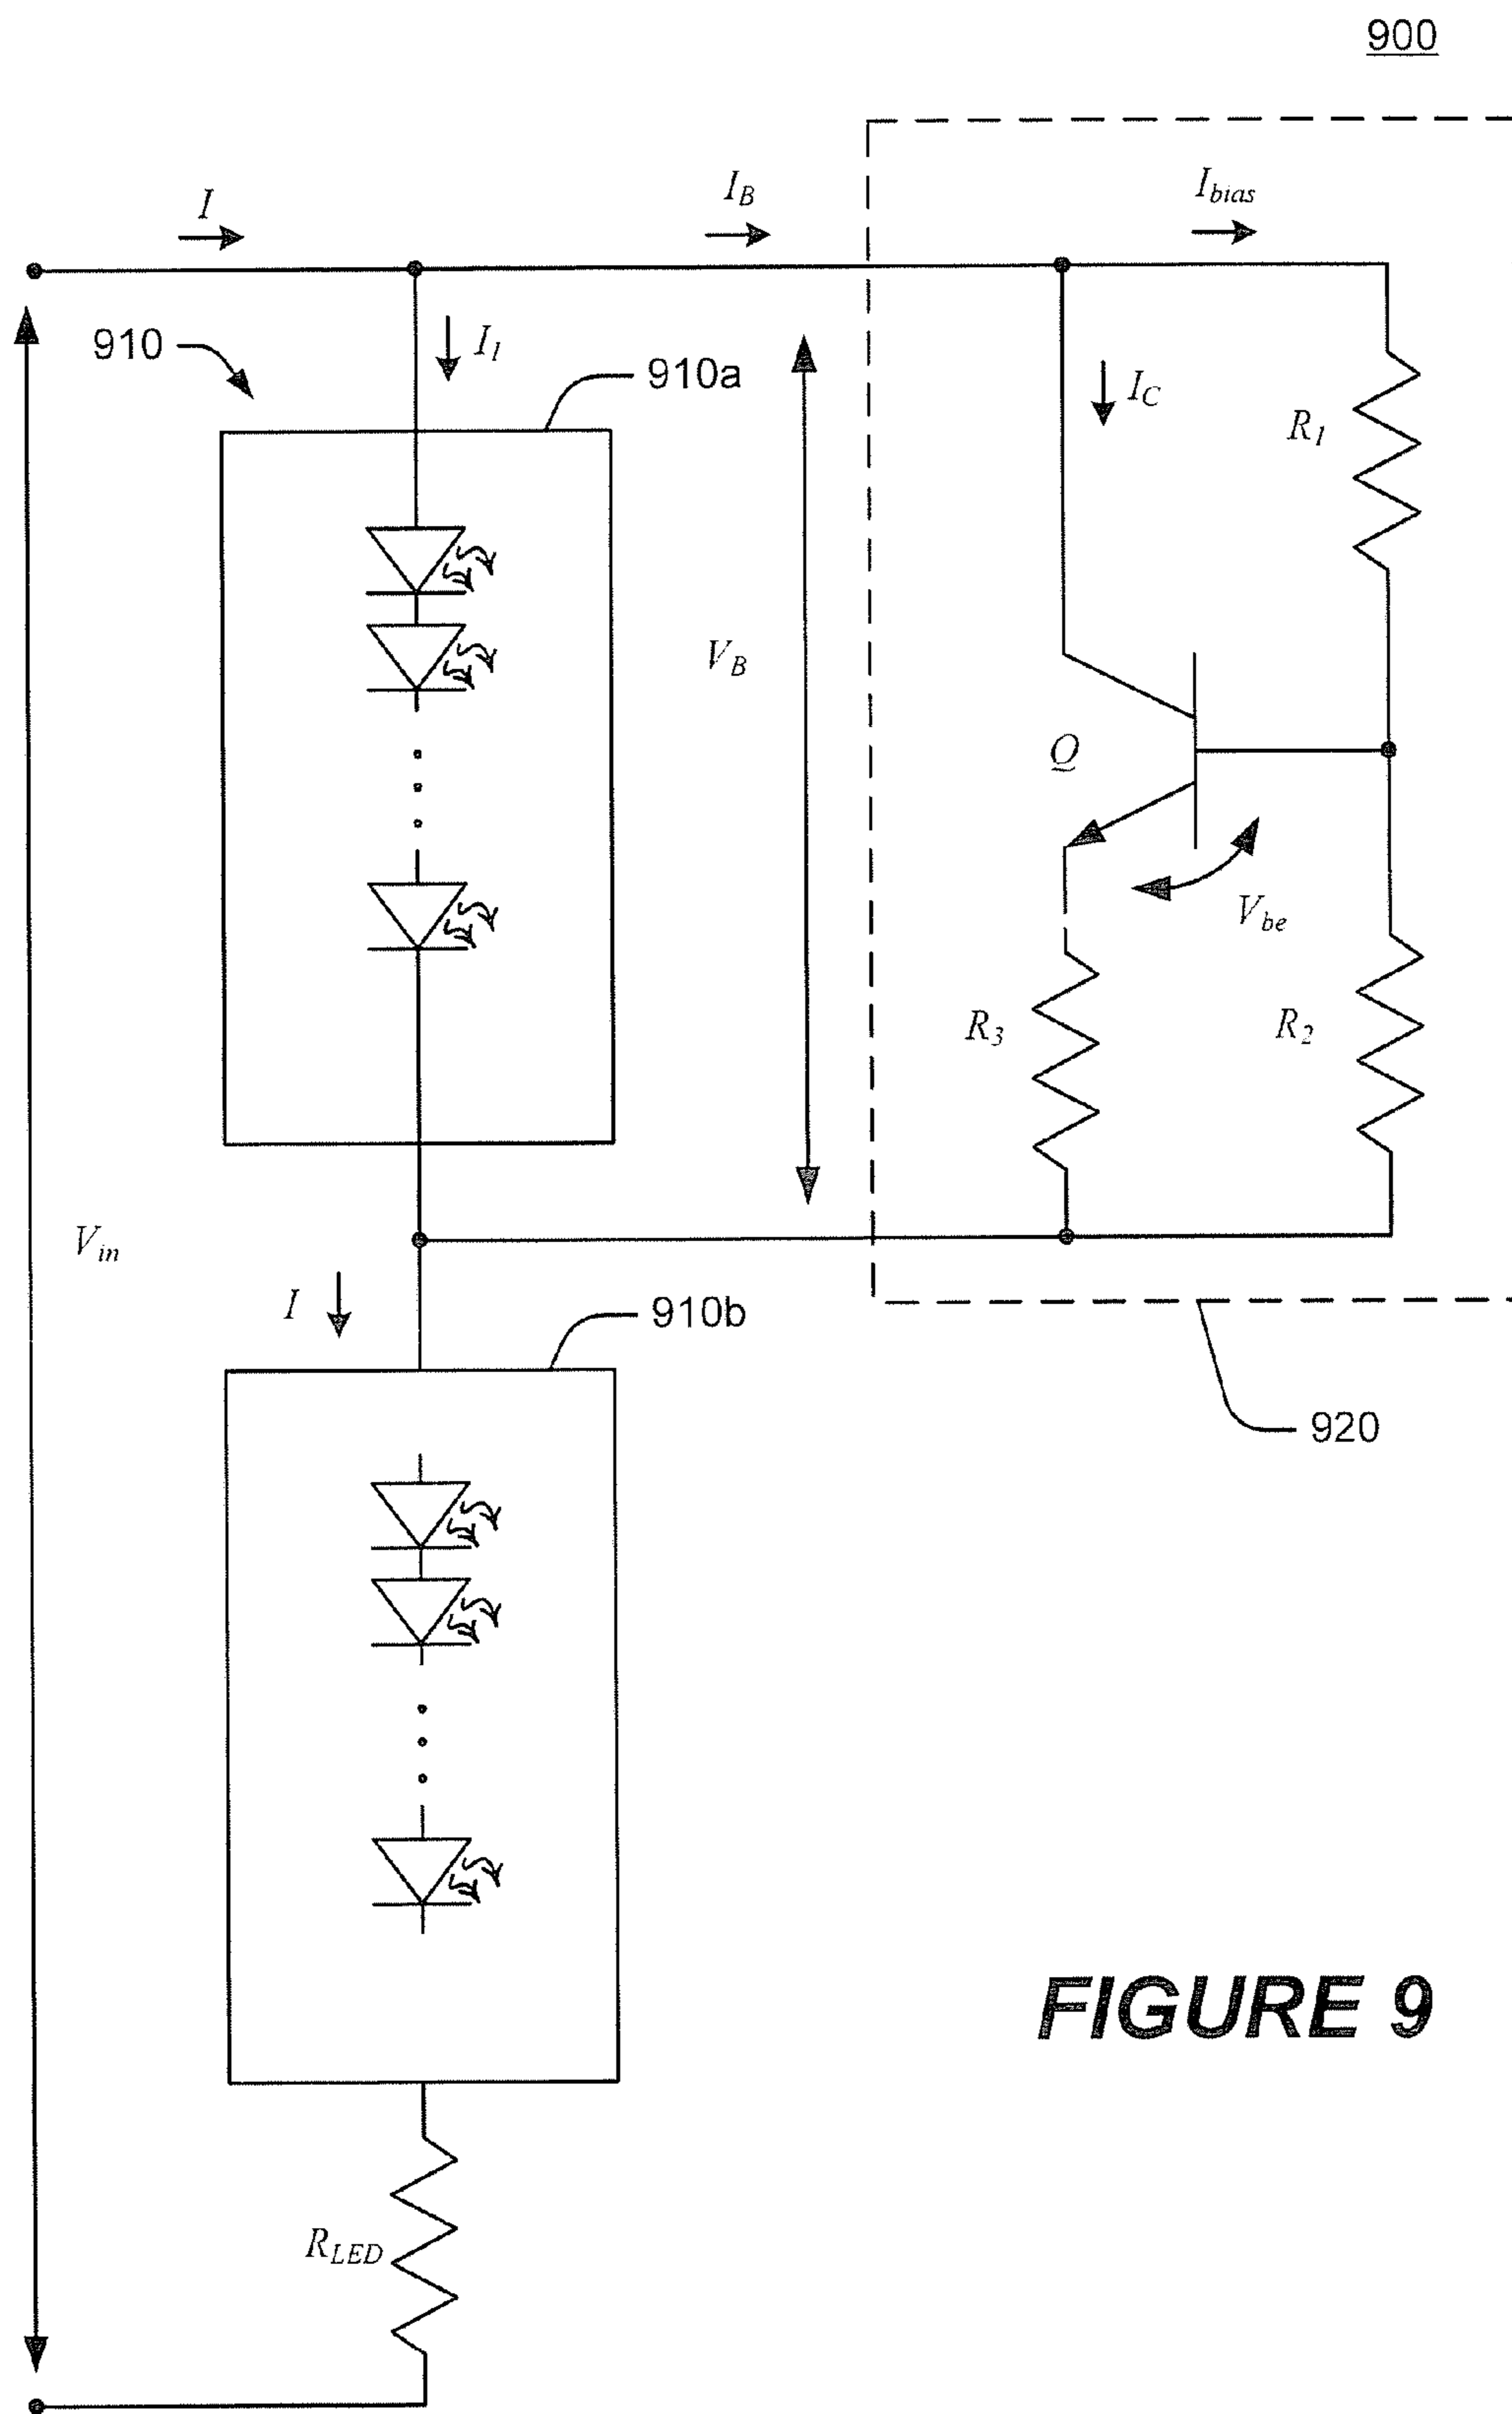 900
I
I_B
I_bias
910
I_1
910a
I_C
R_1
V_B
Q
V_be
R_3
R_2
V_in
I
910b
920
FIGURE 9
R_LED